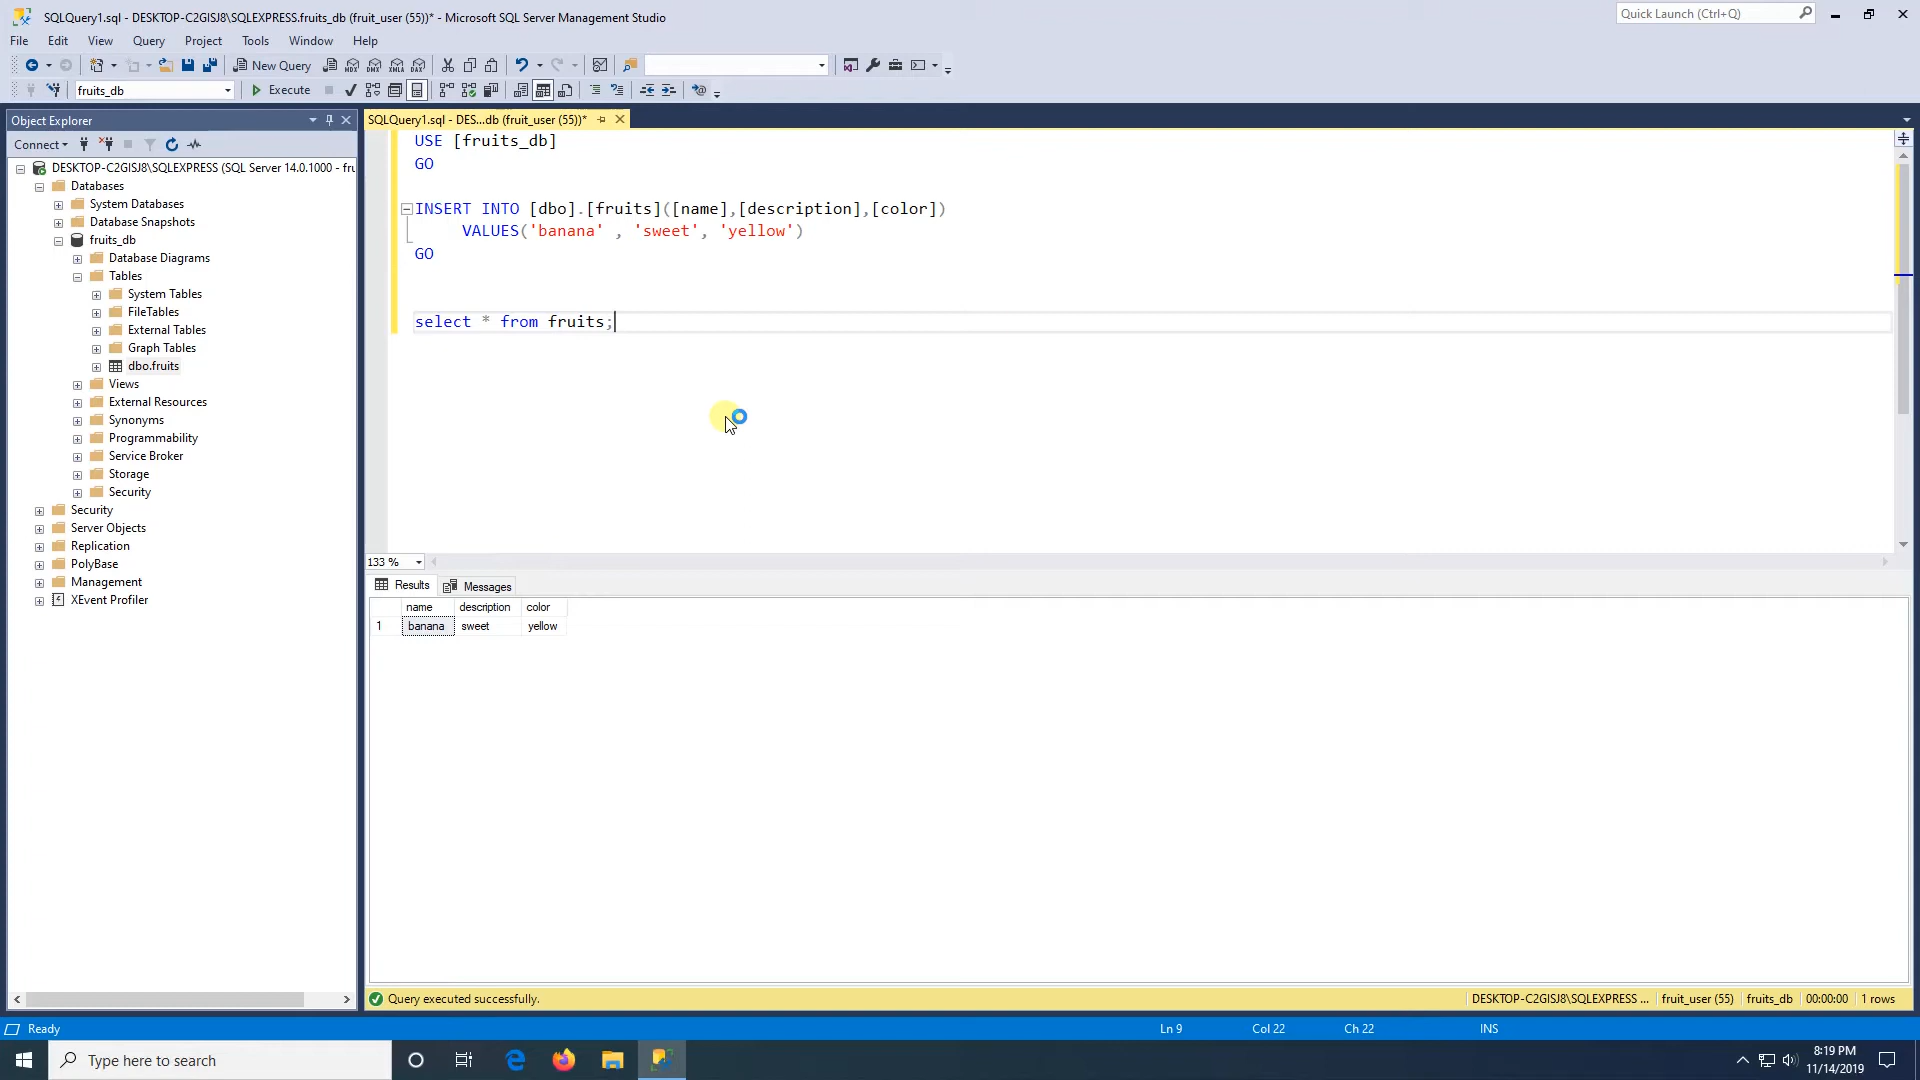 SQLQuery1.sql - DESKTOP-C2GISJ8\SQLEXPRESS.fruits_db (fruit_user (55))* - Microsoft SQL Server Management Studio
Quick Launch (Ctrl+Q)
File Edit View Query Project Tools Window Help
New Query
MDX DMX XMLA DAX
fruits_db
Execute
Object Explorer
SQLQuery1.sql - DES...db (fruit_user (55))*
Connect
DESKTOP-C2GISJ8\SQLEXPRESS (SQL Server 14.0.1000 - fru
Databases
System Databases
Database Snapshots
fruits_db
Database Diagrams
Tables
System Tables
FileTables
External Tables
Graph Tables
dbo.fruits
Views
External Resources
Synonyms
Programmability
Service Broker
Storage
Security
Security
Server Objects
Replication
PolyBase
Management
XEvent Profiler
USE [fruits_db]
GO
INSERT INTO [dbo].[fruits]([name],[description],[color])
VALUES('banana' , 'sweet', 'yellow')
GO
select * from fruits;
133 %
Results Messages
name description color
1 banana sweet yellow
Query executed successfully.
DESKTOP-C2GISJ8\SQLEXPRESS ... fruit_user (55) fruits_db 00:00:00 1 rows
Ready
Ln 9 Col 22 Ch 22 INS
Type here to search
8:19 PM
11/14/2019